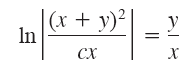 ln |(x + y)² / cx| = y / x